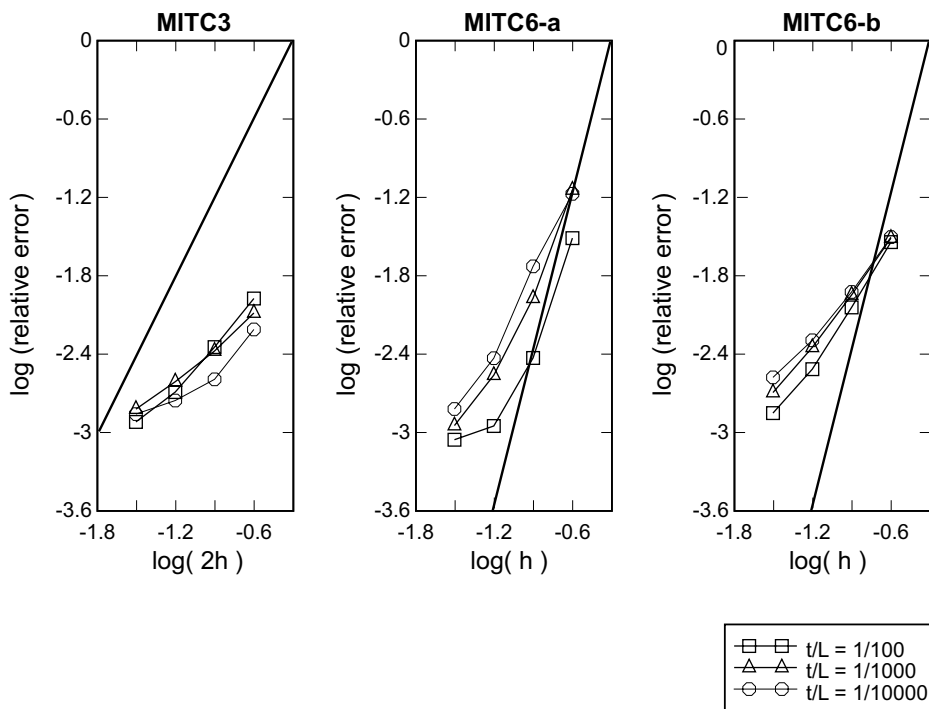 MITC3
MITC6-a
MITC6-b
0
-0.6
-1.2
-1.8
-2.4
-3
-3.6
-1.8
-1.2
-0.6
log( 2h )
log (relative error)
0
-0.6
-1.2
-1.8
-2.4
-3
-3.6
-1.8
-1.2
-0.6
log( h )
log (relative error)
0
-0.6
-1.2
-1.8
-2.4
-3
-3.6
-1.8
-1.2
-0.6
log( h )
log (relative error)
t/L = 1/100
t/L = 1/1000
t/L = 1/10000